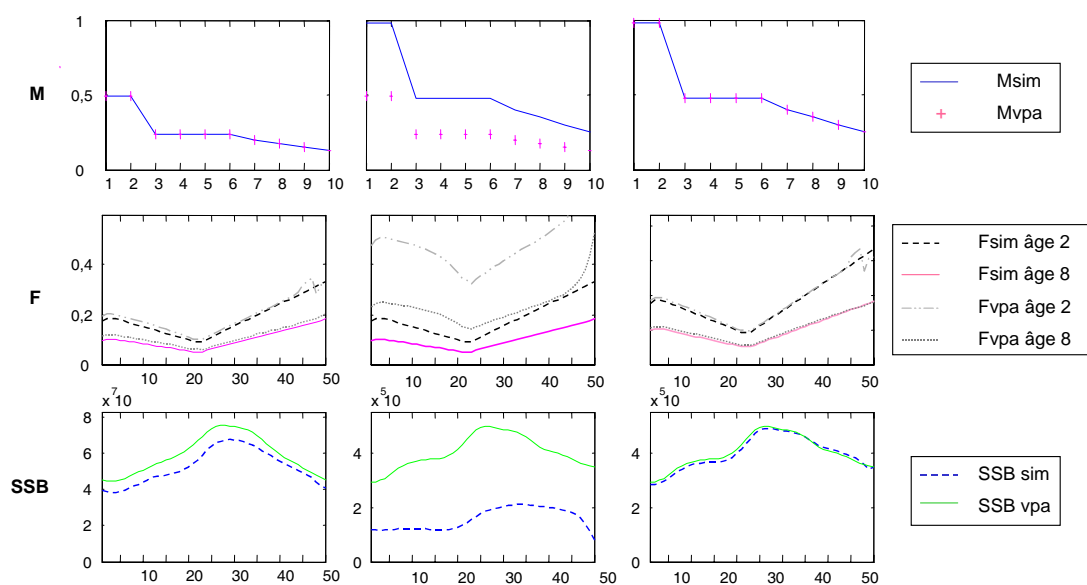 M
1
0,5
0
1 2 3 4 5 6 7 8 9 10
1 2 3 4 5 6 7 8 9 10
1 2 3 4 5 6 7 8 9 10
Msim
Mvpa
F
0,4
0,2
0
10 20 30 40 50
10 20 30 40 50
10 20 30 40 50
Fsim âge 2
Fsim âge 8
Fvpa âge 2
Fvpa âge 8
SSB
x 10 7
8
6
4
2
0
10 20 30 40 50
x 10 5
4
2
0
10 20 30 40 50
x 10 5
4
2
0
10 20 30 40 50
SSB sim
SSB vpa